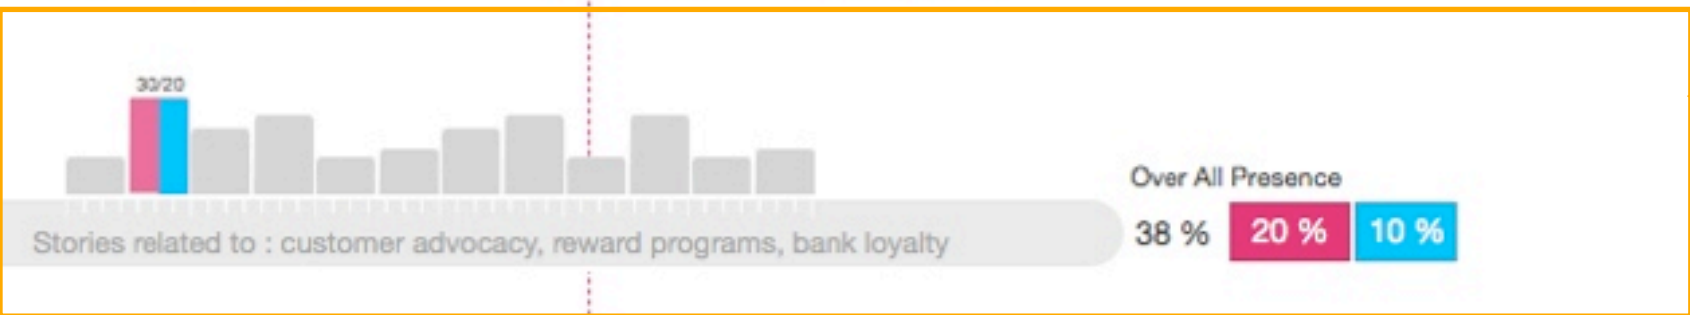 30/20
Over All Presence
Stories related to : customer advocacy, reward programs, bank loyalty
38 % 20 % 10 %